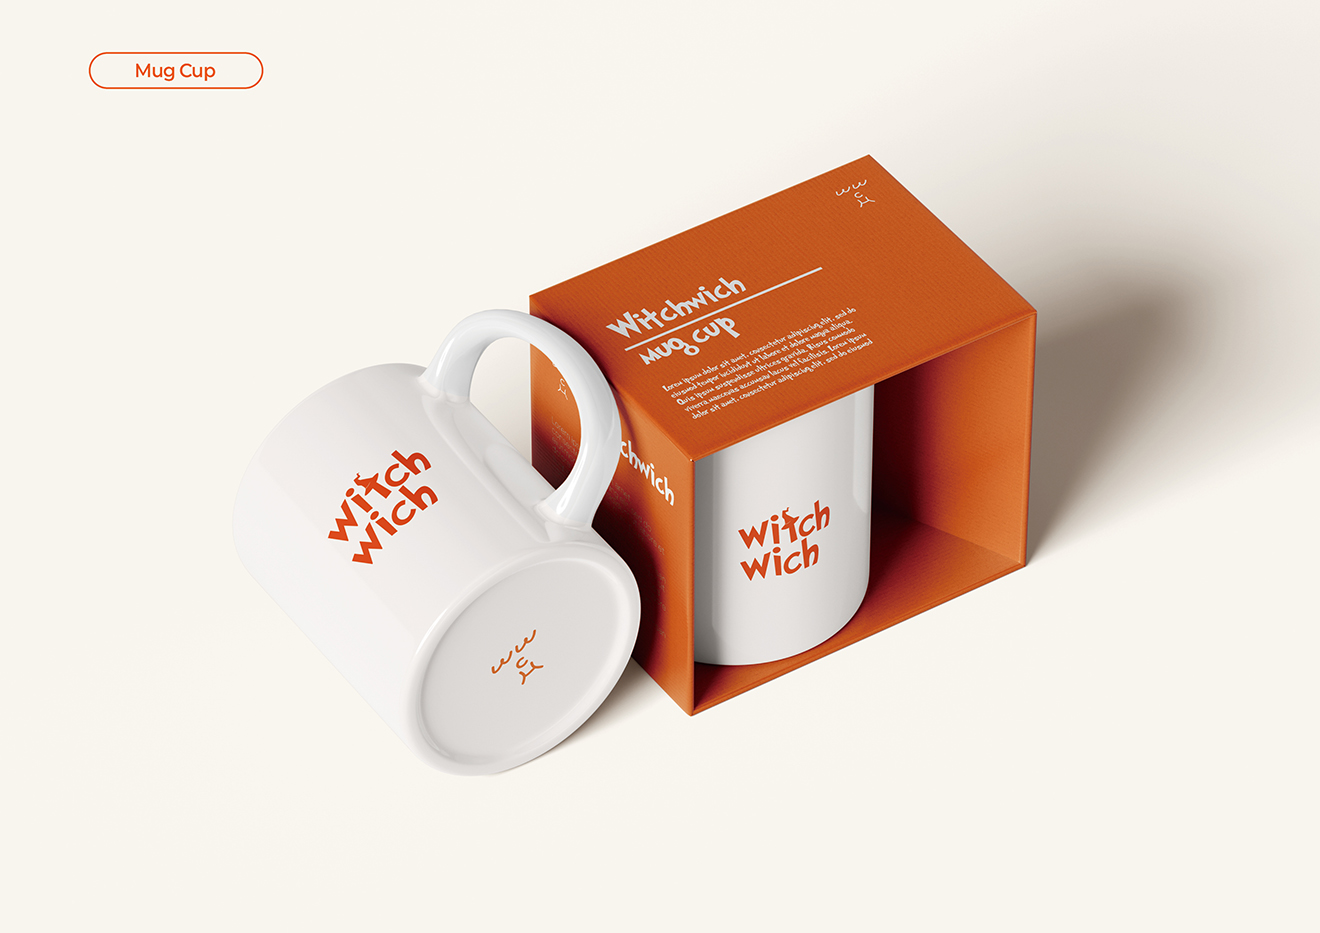 Mug Cup
Witchwich
Mug cup
Lorem ipsum dolor sit amet, consectetur adipiscing elit, sed do
eiusmod tempor incididunt ut labore et dolore magna aliqua.
Quis ipsum suspendisse ultrices gravida. Risus commodo
viverra maecenas accumsan lacus vel facilisis. Lorem ipsum
dolor sit amet, consectetur adipiscing elit, sed do eiusmod
chwich
witch
wich
witch
wich